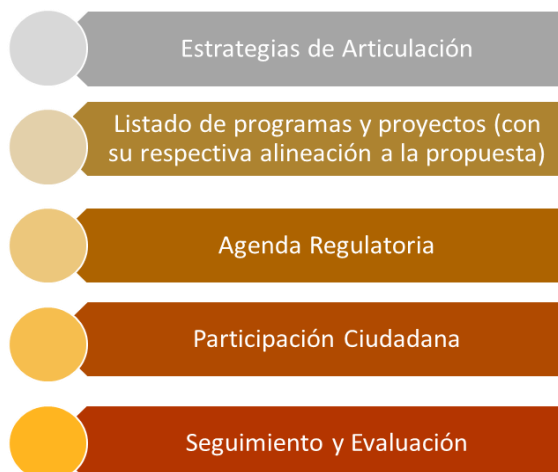 Estrategias de Articulación
Listado de programas y proyectos (con
su respectiva alineación a la propuesta)
Agenda Regulatoria
Participación Ciudadana
Seguimiento y Evaluación